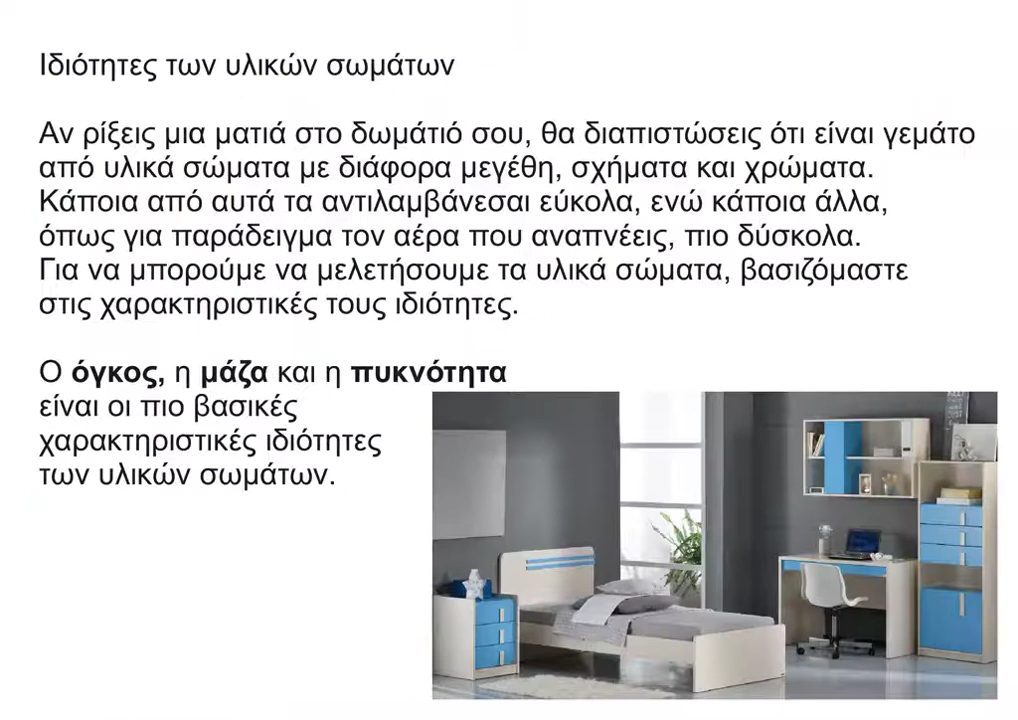 Ιδιότητες των υλικών σωμάτων
Αν ρίξεις μια ματιά στο δωμάτιό σου, θα διαπιστώσεις ότι είναι γεμάτο
από υλικά σώματα με διάφορα μεγέθη, σχήματα και χρώματα.
Κάποια από αυτά τα αντιλαμβάνεσαι εύκολα, ενώ κάποια άλλα,
όπως για παράδειγμα τον αέρα που αναπνέεις, πιο δύσκολα.
Για να μπορούμε να μελετήσουμε τα υλικά σώματα, βασιζόμαστε
στις χαρακτηριστικές τους ιδιότητες.
Ο όγκος, η μάζα και η πυκνότητα
είναι οι πιο βασικές
χαρακτηριστικές ιδιότητες
των υλικών σωμάτων.